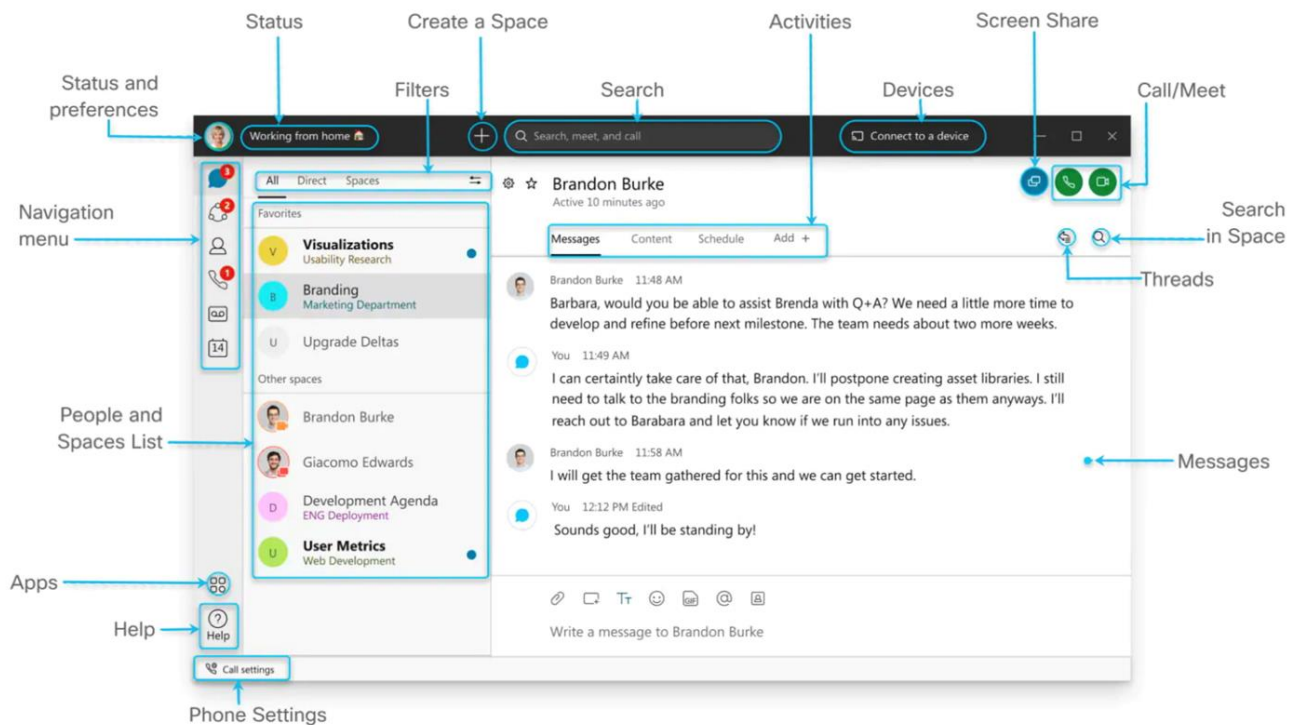 Status
Create a Space
Activities
Screen Share
Status and
preferences
Filters
Search
Devices
Call/Meet
Working from home
Search, meet, and call
Connect to a device
3
All Direct Spaces
Brandon Burke
Active 10 minutes ago
Navigation
menu
2
Favorites
Search
in Space
V
Visualizations
Usability Research
Messages Content Schedule Add +
1
Threads
B
Branding
Marketing Department
Brandon Burke 11:48 AM
Barbara, would you be able to assist Brenda with Q+A? We need a little more time to
develop and refine before next milestone. The team needs about two more weeks.
14
U
Upgrade Deltas
You 11:49 AM
I can certaintly take care of that, Brandon. I'll postpone creating asset libraries. I still
need to talk to the branding folks so we are on the same page as them anyways. I'll
reach out to Barabara and let you know if we run into any issues.
Other spaces
People and
Spaces List
Brandon Burke
Giacomo Edwards
Brandon Burke 11:58 AM
I will get the team gathered for this and we can get started.
Messages
D
Development Agenda
ENG Deployment
You 12:12 PM Edited
Sounds good, I'll be standing by!
U
User Metrics
Web Development
Apps
Tт
GIF
@
Help
?
Help
Write a message to Brandon Burke
Call settings
Phone Settings